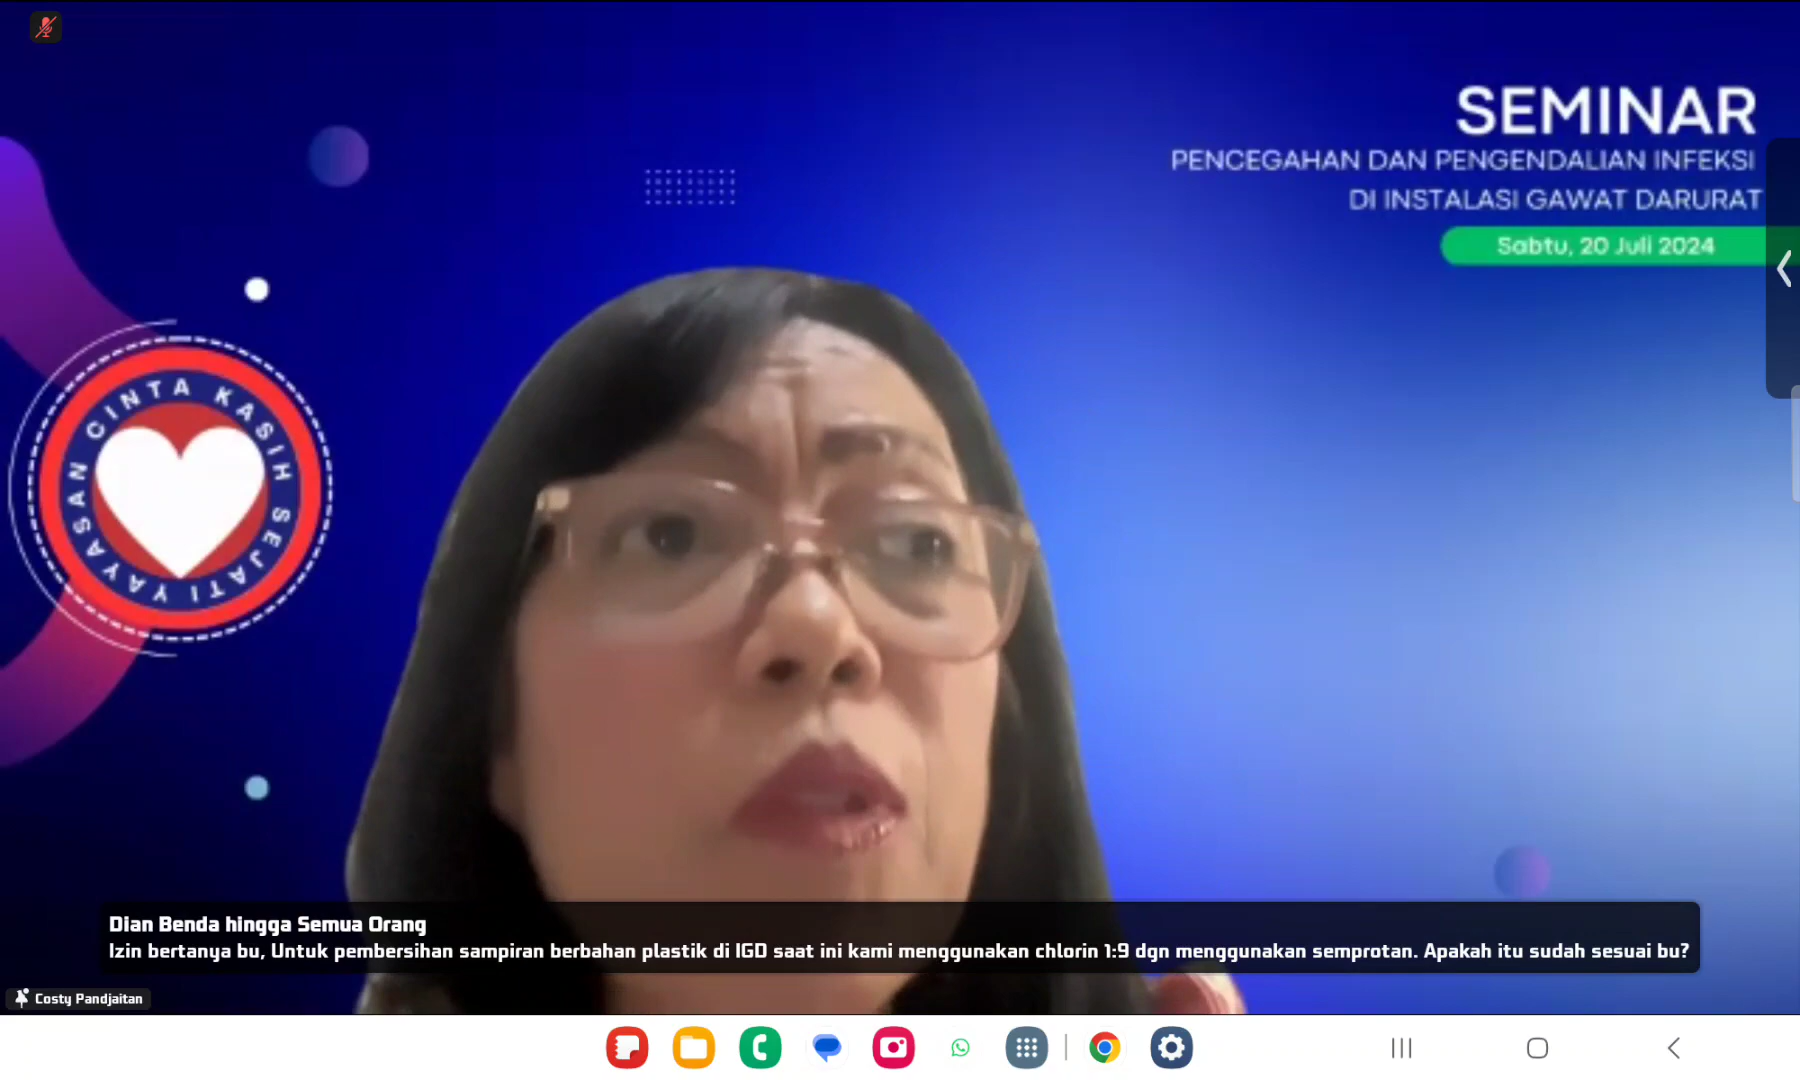 SEMINAR
PENCEGAHAN DAN PENGENDALIAN INFEKSI
DI INSTALASI GAWAT DARURAT
Sabtu, 20 Juli 2024
YAYASAN CINTA KASIH SEJATI
Dian Benda hingga Semua Orang
Izin bertanya bu, Untuk pembersihan sampiran berbahan plastik di IGD saat ini kami menggunakan chlorin 1:9 dgn menggunakan semprotan. Apakah itu sudah sesuai bu?
Costy Pandjaitan